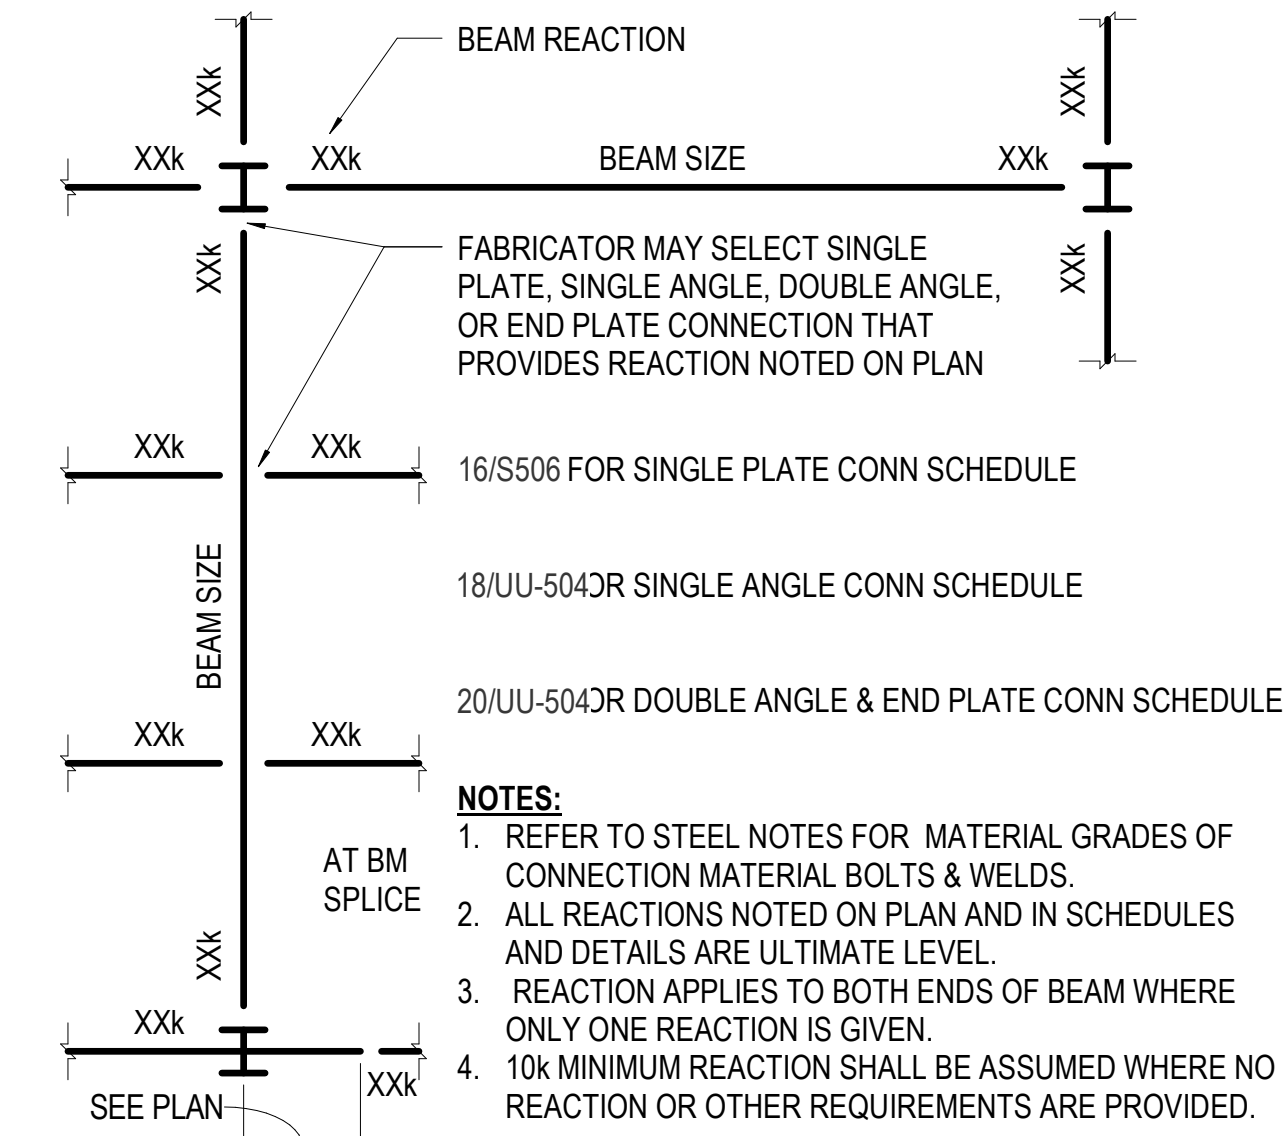 BEAM REACTION
XXk
XXk
XXk
XXk
BEAM SIZE
XXk
XXk
XXk
FABRICATOR MAY SELECT SINGLE
PLATE, SINGLE ANGLE, DOUBLE ANGLE,
OR END PLATE CONNECTION THAT
PROVIDES REACTION NOTED ON PLAN
XXk
XXk
16/S506 FOR SINGLE PLATE CONN SCHEDULE
BEAM SIZE
18/UU-504 OR SINGLE ANGLE CONN SCHEDULE
20/UU-504 OR DOUBLE ANGLE & END PLATE CONN SCHEDULE
XXk
XXk
AT BM
SPLICE
XXk
XXk
XXk
SEE PLAN
NOTES:
1. REFER TO STEEL NOTES FOR MATERIAL GRADES OF
CONNECTION MATERIAL BOLTS & WELDS.
2. ALL REACTIONS NOTED ON PLAN AND IN SCHEDULES
AND DETAILS ARE ULTIMATE LEVEL.
3. REACTION APPLIES TO BOTH ENDS OF BEAM WHERE
ONLY ONE REACTION IS GIVEN.
4. 10k MINIMUM REACTION SHALL BE ASSUMED WHERE NO
REACTION OR OTHER REQUIREMENTS ARE PROVIDED.